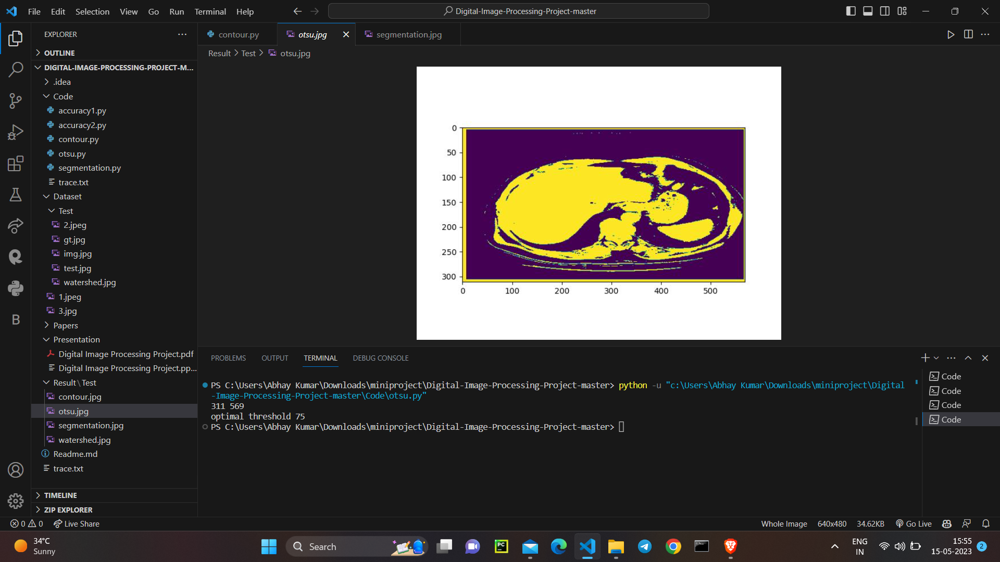 File Edit Selection View Go Run Terminal Help
Digital-Image-Processing-Project-master
EXPLORER
OUTLINE
DIGITAL-IMAGE-PROCESSING-PROJECT-M...
.idea
Code
accuracy1.py
accuracy2.py
contour.py
otsu.py
segmentation.py
trace.txt
Dataset
Test
2.jpeg
gt.jpg
img.jpg
test.jpg
watershed.jpg
1.jpeg
3.jpg
Papers
Presentation
Digital Image Processing Project.pdf
Digital Image Processing Project.pp...
Result\Test
contour.jpg
otsu.jpg
segmentation.jpg
watershed.jpg
Readme.md
trace.txt
TIMELINE
ZIP EXPLORER
contour.py
otsu.jpg
segmentation.jpg
Result > Test > otsu.jpg
0
50
100
150
200
250
300
0 100 200 300 400 500
PROBLEMS OUTPUT TERMINAL DEBUG CONSOLE
PS C:\Users\Abhay Kumar\Downloads\miniproject\Digital-Image-Processing-Project-master> python -u "c:\Users\Abhay Kumar\Downloads\miniproject\Digital
-Image-Processing-Project-master\Code\otsu.py"
311 569
optimal threshold 75
PS C:\Users\Abhay Kumar\Downloads\miniproject\Digital-Image-Processing-Project-master>
Code
Code
Code
Code
0 0 Live Share
Whole Image 640x480 34.62KB Go Live
34°C
Sunny
Search
PC
ENG
IN
15:55
15-05-2023
2